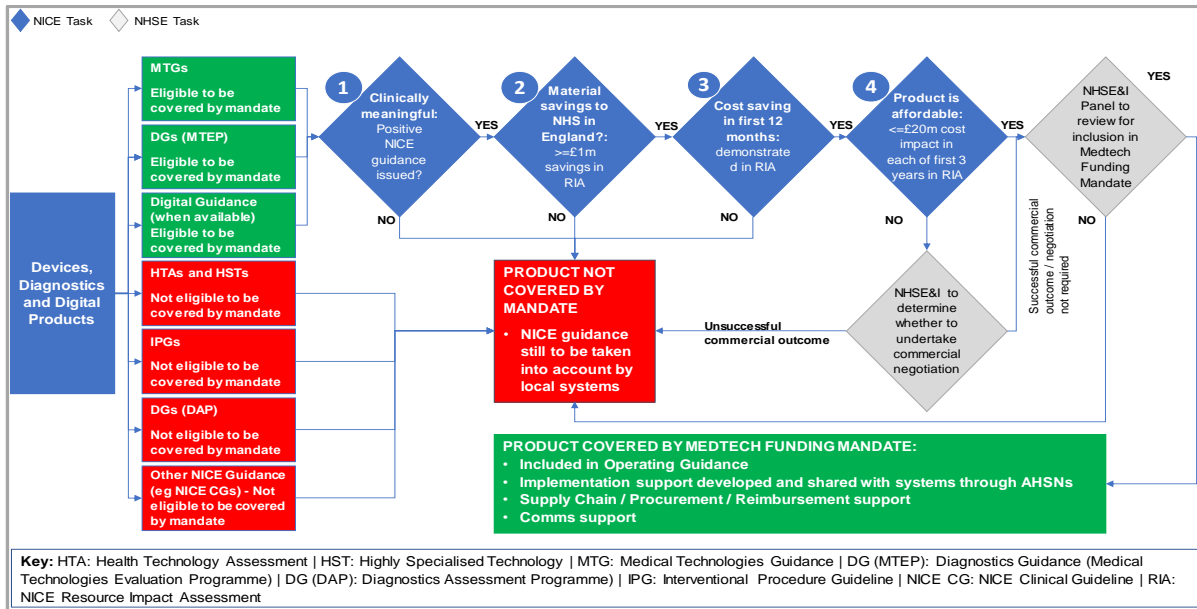 NICE Task
NHSE Task
Devices,
Diagnostics
and Digital
Products
MTGs
Eligible to be
covered by mandate
DGs (MTEP)
Eligible to be
covered by mandate
Digital Guidance
(when available)
Eligible to be
covered by mandate
HTAs and HSTs
Not eligible to be
covered by mandate
IPGs
Not eligible to be
covered by mandate
DGs (DAP)
Not eligible to be
covered by mandate
Other NICE Guidance
(eg NICE CGs) - Not
eligible to be covered
by mandate
1
Clinically
meaningful:
Positive
NICE
guidance
issued?
YES
NO
2
Material
savings to
NHS in
England?:
>=£1m
savings in
RIA
YES
NO
3
Cost saving
in first 12
months:
demonstrate
d in RIA
YES
NO
4
Product is
affordable:
<=£20m cost
impact in
each of first 3
years in RIA
YES
NO
NHSE&I
Panel to
review for
inclusion in
Medtech
Funding
Mandate
YES
NO
Successful commercial
outcome / negotiation
not required
NHSE&I to
determine
whether to
undertake
commercial
negotiation
Unsuccessful
commercial outcome
PRODUCT NOT
COVERED BY
MANDATE
• NICE guidance
still to be taken
into account by
local systems
PRODUCT COVERED BY MEDTECH FUNDING MANDATE:
• Included in Operating Guidance
• Implementation support developed and shared with systems through AHSNs
• Supply Chain / Procurement / Reimbursement support
• Comms support
Key: HTA: Health Technology Assessment | HST: Highly Specialised Technology | MTG: Medical Technologies Guidance | DG (MTEP): Diagnostics Guidance (Medical
Technologies Evaluation Programme) | DG (DAP): Diagnostics Assessment Programme) | IPG: Interventional Procedure Guideline | NICE CG: NICE Clinical Guideline | RIA:
NICE Resource Impact Assessment